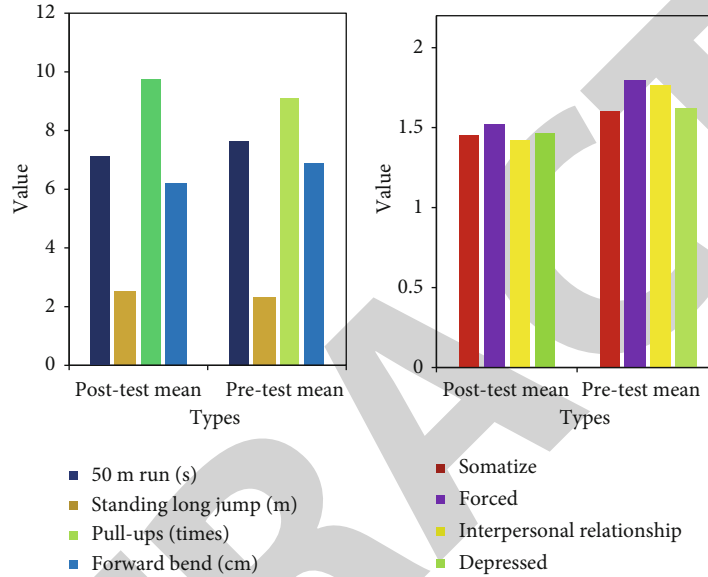 12
10
8
6
4
2
0
Value
Post-test mean
Pre-test mean
Types
50 m run (s)
Standing long jump (m)
Pull-ups (times)
Forward bend (cm)
2
1.5
1
0.5
0
Value
Post-test mean
Pre-test mean
Types
Somatize
Forced
Interpersonal relationship
Depressed